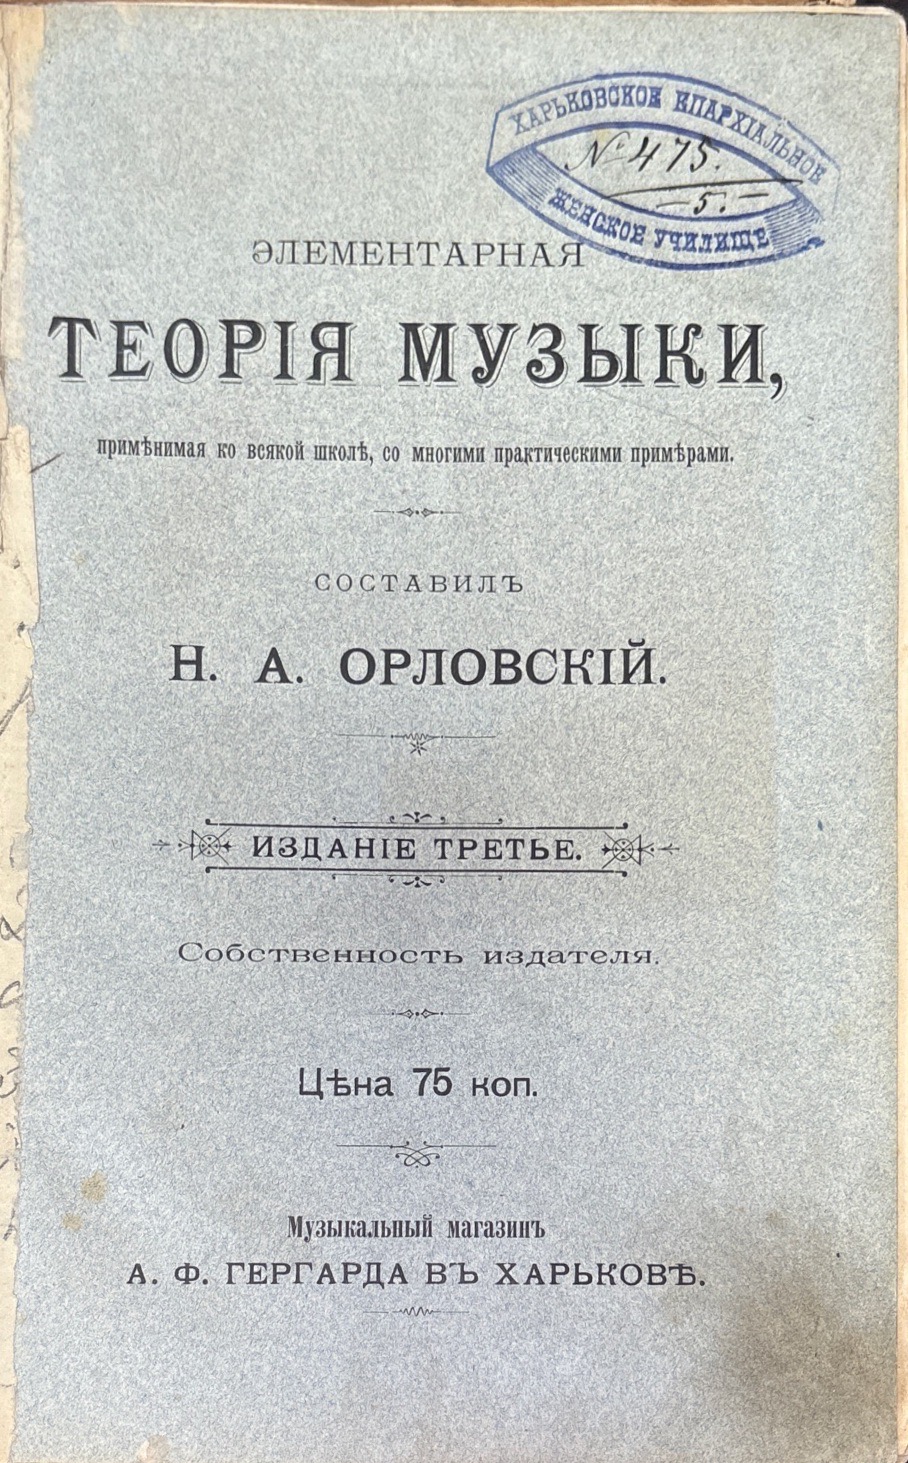 ХАРЬКОВСКОЕ ЕПАРХІАЛЬНОЕ
№ 475.
5.
ЖЕНСКОЕ УЧИЛИЩЕ
ЭЛЕМЕНТАРНАЯ
ТЕОРІЯ МУЗЫКИ,
примѣнимая ко всякой школѣ, со многими практическими примѣрами.
СОСТАВИЛЪ
Н. А. ОРЛОВСКІЙ.
ИЗДАНІЕ ТРЕТЬЕ.
Собственность издателя.
Цѣна 75 коп.
Музыкальный магазинъ
А. Ф. ГЕРГАРДА ВЪ ХАРЬКОВѢ.